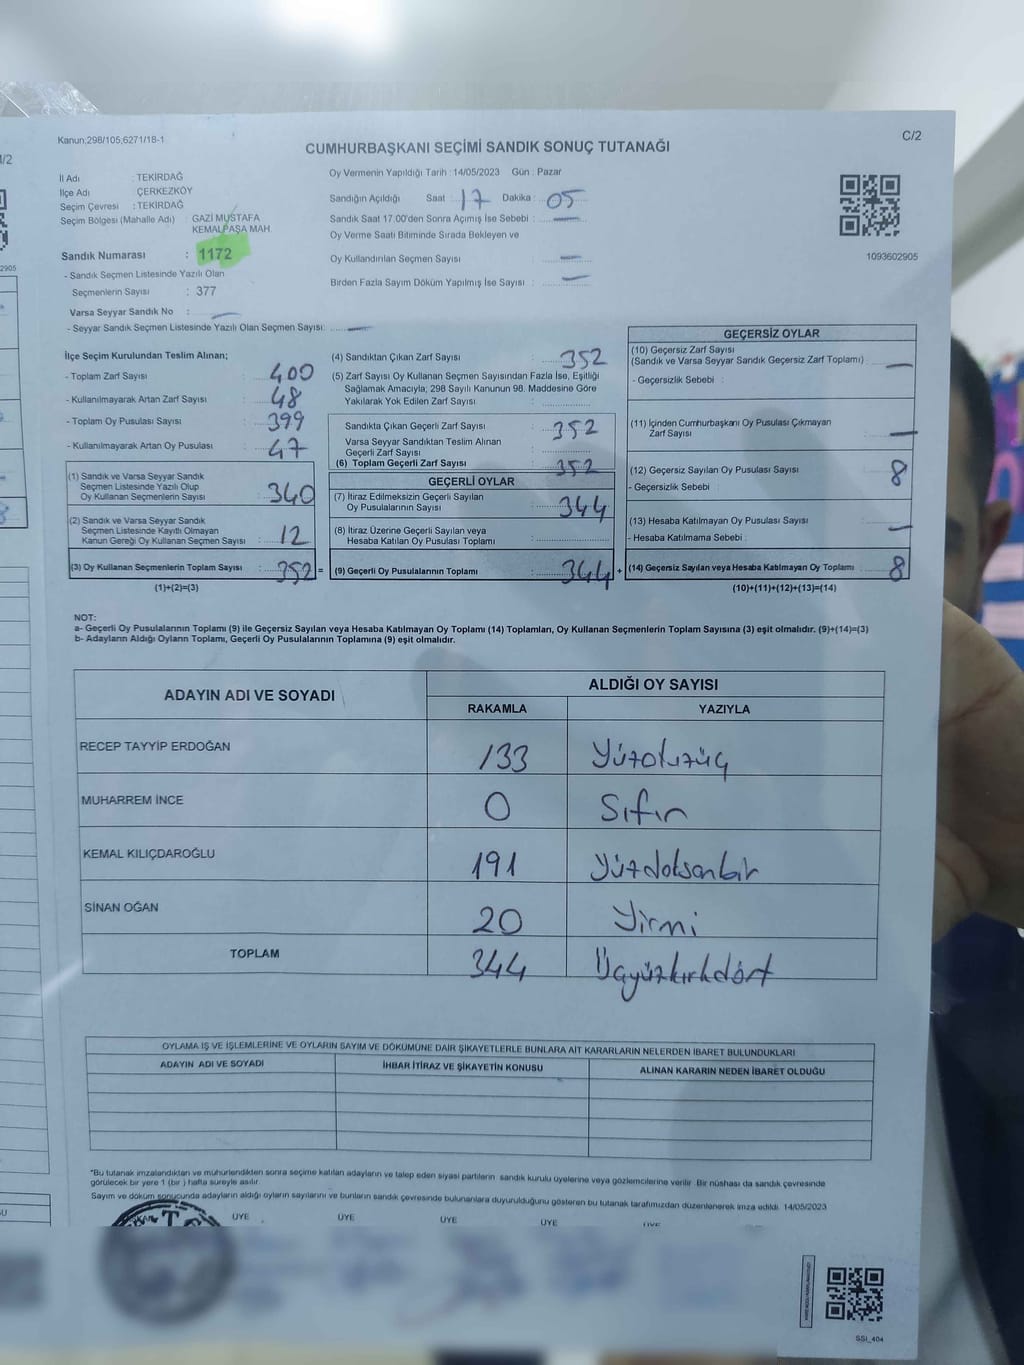 Kanun;298/105;6271/18-1
C/2
CUMHURBAŞKANI SEÇİMİ SANDIK SONUÇ TUTANAĞI
İl Adı : TEKİRDAĞ
İlçe Adı : ÇERKEZKÖY
Seçim Çevresi : TEKİRDAĞ
Seçim Bölgesi (Mahalle Adı) : GAZİ MUSTAFA
KEMALPAŞA MAH.
Sandık Numarası : 1172
- Sandık Seçmen Listesinde Yazılı Olan
Seçmenlerin Sayısı : 377
Varsa Seyyar Sandık No : —
- Seyyar Sandık Seçmen Listesinde Yazılı Olan Seçmen Sayısı: —
Oy Vermenin Yapıldığı Tarih : 14/05/2023 Gün : Pazar
Sandığın Açıldığı Saat : 17 Dakika : 05
Sandık Saat 17.00'den Sonra Açımış İse Sebebi : —
Oy Verme Saati Bitiminde Sırada Bekleyen ve
Oy Kullandırılan Seçmen Sayısı : —
Birden Fazla Sayım Döküm Yapılmış İse Sayısı : —
1093602905
İlçe Seçim Kurulundan Teslim Alınan;
- Toplam Zarf Sayısı : 400
- Kullanılmayarak Artan Zarf Sayısı : 48
- Toplam Oy Pusulası Sayısı : 399
- Kullanılmayarak Artan Oy Pusulası : 47
(1) Sandık ve Varsa Seyyar Sandık
Seçmen Listesinde Yazılı Olup
Oy Kullanan Seçmenlerin Sayısı : 340
(2) Sandık ve Varsa Seyyar Sandık
Seçmen Listesinde Kayıtlı Olmayan
Kanun Gereği Oy Kullanan Seçmen Sayısı : 12
(3) Oy Kullanan Seçmenlerin Toplam Sayısı : 352 =
(1)+(2)=(3)
(4) Sandıktan Çıkan Zarf Sayısı : 352
(5) Zarf Sayısı Oy Kullanan Seçmen Sayısından Fazla İse, Eşitliği
Sağlamak Amacıyla; 298 Sayılı Kanunun 98. Maddesine Göre
Yakılarak Yok Edilen Zarf Sayısı :
Sandıkta Çıkan Geçerli Zarf Sayısı : 352
Varsa Seyyar Sandıktan Teslim Alınan
Geçerli Zarf Sayısı :
(6) Toplam Geçerli Zarf Sayısı : 352
GEÇERLİ OYLAR
(7) İtiraz Edilmeksizin Geçerli Sayılan
Oy Pusulalarının Sayısı : 344
(8) İtiraz Üzerine Geçerli Sayılan veya
Hesaba Katılan Oy Pusulası Toplamı :
(9) Geçerli Oy Pusulalarının Toplamı : 344 +
GEÇERSİZ OYLAR
(10) Geçersiz Zarf Sayısı
(Sandık ve Varsa Seyyar Sandık Geçersiz Zarf Toplamı) : —
- Geçersizlik Sebebi :
(11) İçinden Cumhurbaşkanı Oy Pusulası Çıkmayan
Zarf Sayısı : —
(12) Geçersiz Sayılan Oy Pusulası Sayısı : 8
- Geçersizlik Sebebi :
(13) Hesaba Katılmayan Oy Pusulası Sayısı : —
- Hesaba Katılmama Sebebi :
(14) Geçersiz Sayılan veya Hesaba Katılmayan Oy Toplamı : 8
(10)+(11)+(12)+(13)=(14)
NOT:
a- Geçerli Oy Pusulalarının Toplamı (9) ile Geçersiz Sayılan veya Hesaba Katılmayan Oy Toplamı (14) Toplamları, Oy Kullanan Seçmenlerin Toplam Sayısına (3) eşit olmalıdır. (9)+(14)=(3)
b- Adayların Aldığı Oyların Toplamı, Geçerli Oy Pusulalarının Toplamına (9) eşit olmalıdır.
ADAYIN ADI VE SOYADI ALDIĞI OY SAYISI
RAKAMLA YAZIYLA
RECEP TAYYİP ERDOĞAN 133 Yüzotuzüç
MUHARREM İNCE 0 Sıfır
KEMAL KILIÇDAROĞLU 191 Yüzdoksanbir
SİNAN OĞAN 20 Yirmi
TOPLAM 344 Üçyüzkırkdört
OYLAMA İŞ VE İŞLEMLERİNE VE OYLARIN SAYIM VE DÖKÜMÜNE DAİR ŞİKAYETLERLE BUNLARA AİT KARARLARIN NELERDEN İBARET BULUNDUKLARI
ADAYIN ADI VE SOYADI İHBAR İTİRAZ VE ŞİKAYETİN KONUSU ALINAN KARARIN NEDEN İBARET OLDUĞU
*Bu tutanak imzalandıktan ve mühürlendikten sonra seçime katılan adayların ve talep eden siyasi partilerin sandık kurulu üyelerine veya gözlemcilerine verilir. Bir nüshası da sandık çevresinde
görülecek bir yere 1 (bir ) hafta süreyle asılır.
Sayım ve döküm sonucunda adayların aldığı oyların sayılarını ve bunların sandık çevresinde bulunanlara duyurulduğunu gösteren bu tutanak tarafımızdan düzenlenerek imza edildi. 14/05/2023
ÜYE ÜYE ÜYE ÜYE ÜYE
SSI_404